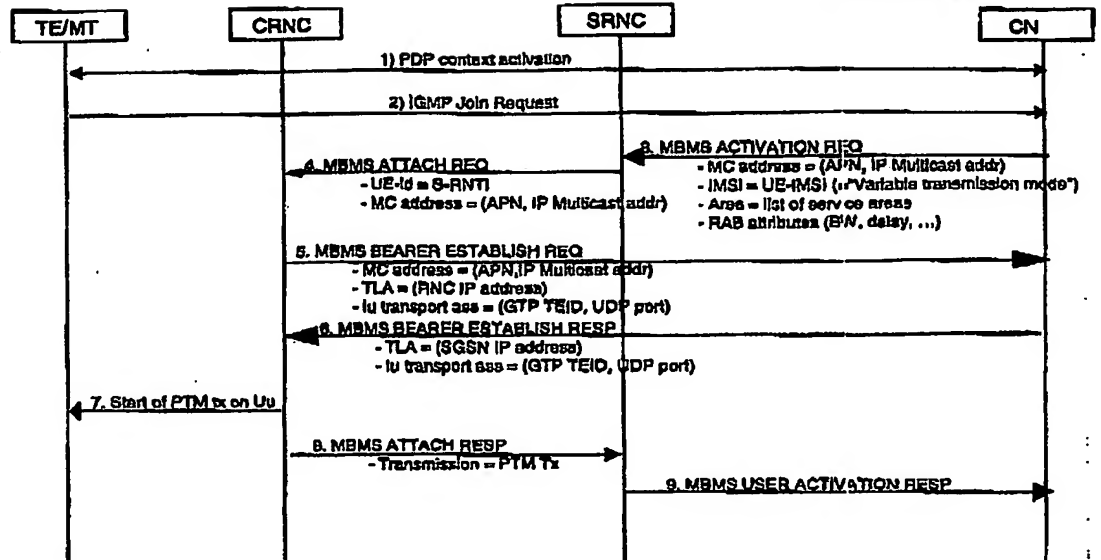 TE/MT
CRNC
SRNC
CN
1) PDP context activation
2) IGMP Join Request
3. MBMS ACTIVATION REQ
- MC address = (APN, IP Multicast addr)
- IMSI = UE-IMSI (if "Variable transmission mode")
- Area = list of service areas
- RAB attributes (BW, delay, ...)
4. MBMS ATTACH REQ
- UE-Id = S-RNTI
- MC address = (APN, IP Multicast addr)
5. MBMS BEARER ESTABLISH REQ
- MC address = (APN,IP Multicast addr)
- TLA = (RNC IP address)
- Iu transport ass = (GTP TEID, UDP port)
6. MBMS BEARER ESTABLISH RESP
- TLA = (SGSN IP address)
- Iu transport ass = (GTP TEID, UDP port)
7. Start of PTM tx on Uu
8. MBMS ATTACH RESP
- Transmission = PTM Tx
9. MBMS USER ACTIVATION RESP